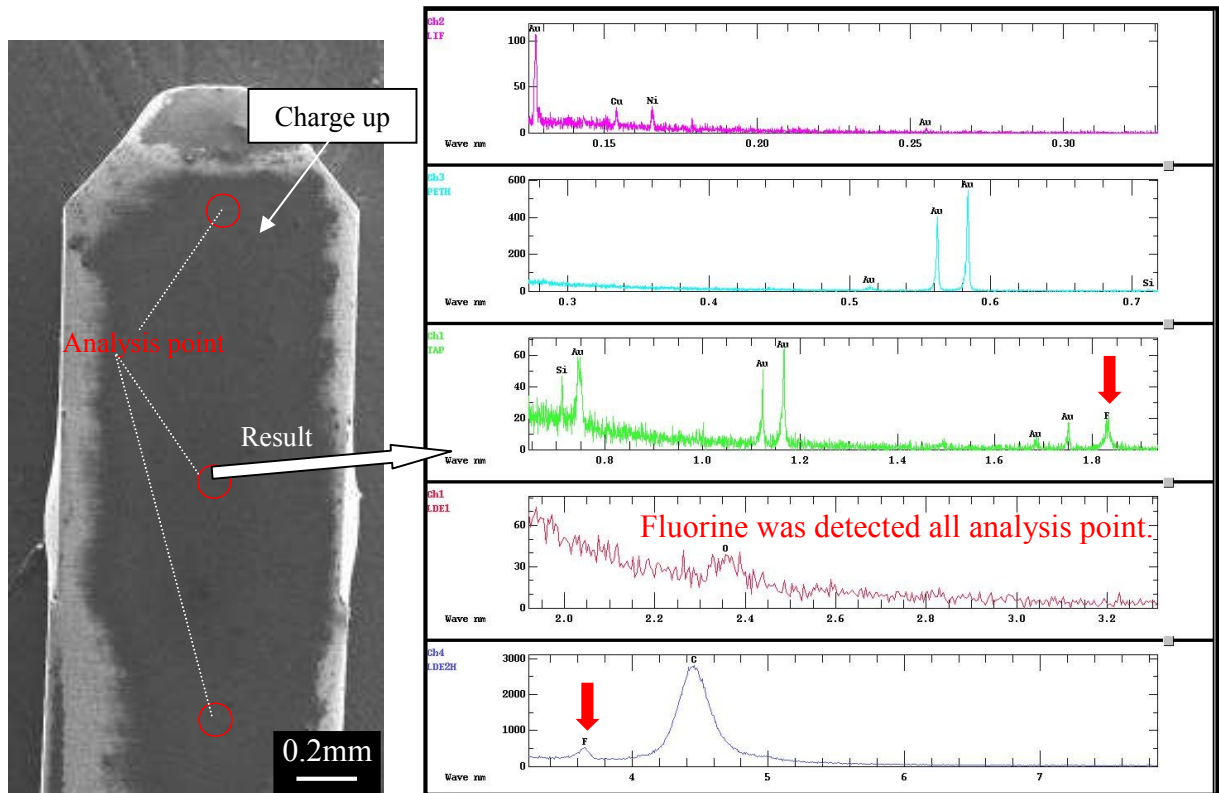 Charge up
Analysis point
Result
0.2mm
Ch2
LIF
100
50
0
Au
Cu
Ni
Au
Wave nm
0.15
0.20
0.25
0.30
Ch3
PETH
600
400
200
0
Au
Au
Au
Si
Wave nm
0.3
0.4
0.5
0.6
0.7
Ch1
TAP
60
40
20
0
Si
Au
Au
Au
Au
Au
F
Wave nm
0.8
1.0
1.2
1.4
1.6
1.8
Ch1
LDE1
60
30
0
O
Fluorine was detected all analysis point.
Wave nm
2.0
2.2
2.4
2.6
2.8
3.0
3.2
Ch4
LDE2H
3000
2000
1000
0
F
C
Wave nm
4
5
6
7